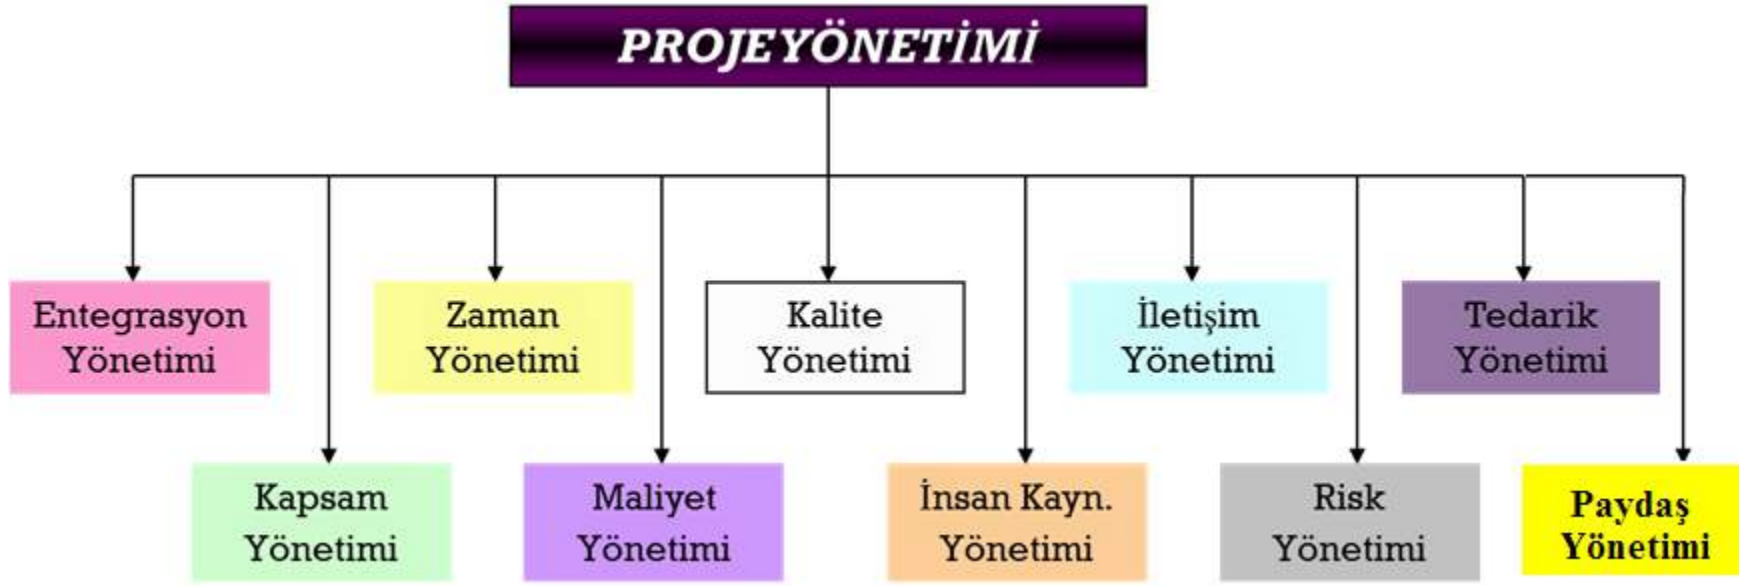 PROJEYÖNETİMİ
Entegrasyon
Yönetimi
Zaman
Yönetimi
Kalite
Yönetimi
İletişim
Yönetimi
Tedarik
Yönetimi
Kapsam
Yönetimi
Maliyet
Yönetimi
İnsan Kayn.
Yönetimi
Risk
Yönetimi
Paydaş
Yönetimi